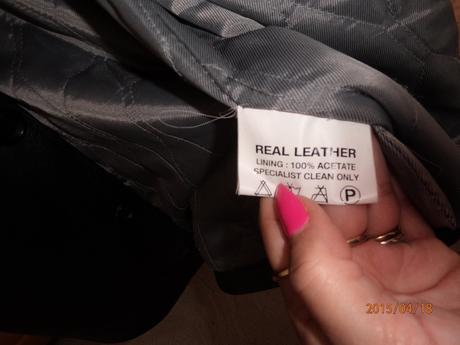 REAL LEATHER
LINING : 100% ACETATE
SPECIALIST CLEAN ONLY
P
2015/04/18